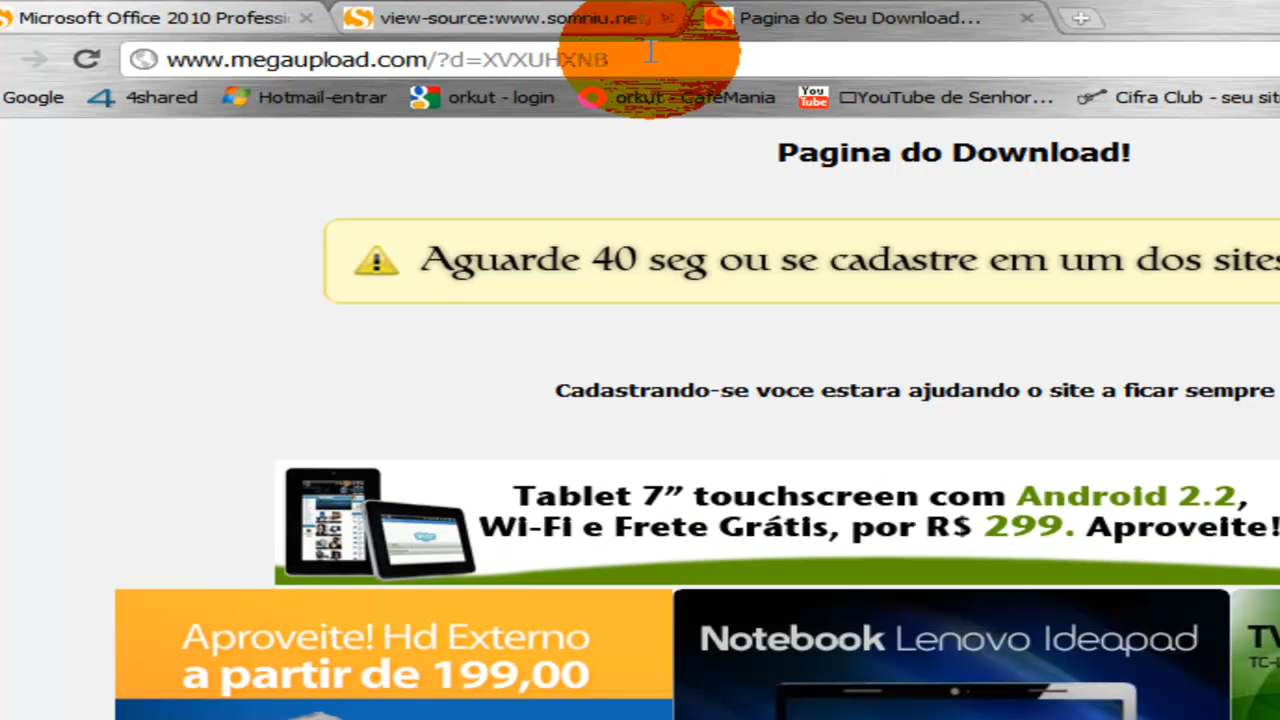 Microsoft Office 2010 Professi
view-source:www.somniu.net
Pagina do Seu Download...
www.megaupload.com/?d=XVXUHXNB
Google
4shared
Hotmail-entrar
orkut - login
orkut - CafeMania
You Tube
YouTube de Senhor...
Cifra Club - seu sit
Pagina do Download!
Aguarde 40 seg ou se cadastre em um dos sites
Cadastrando-se voce estara ajudando o site a ficar sempre
Tablet 7” touchscreen com Android 2.2,
Wi-Fi e Frete Grátis, por R$ 299. Aproveite!
Aproveite! Hd Externo
a partir de 199,00
Notebook Lenovo Ideapad
TV